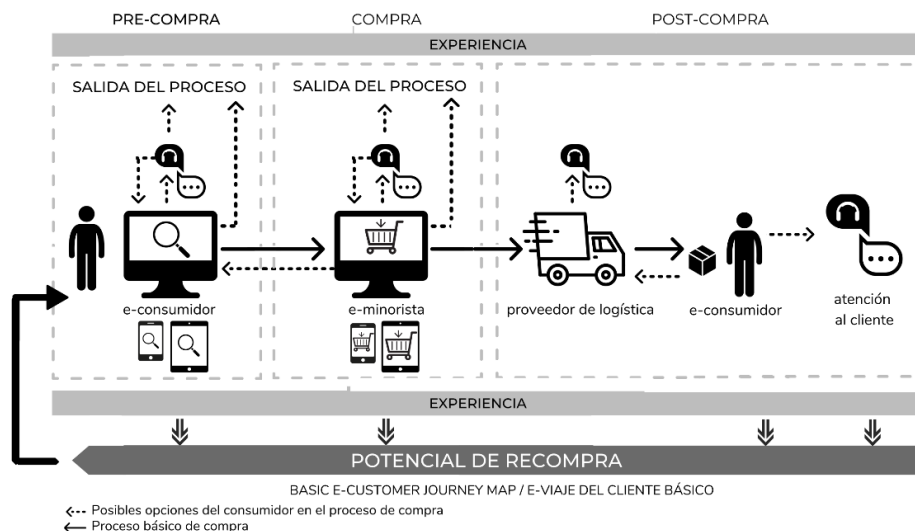 PRE-COMPRA
COMPRA
POST-COMPRA
EXPERIENCIA
SALIDA DEL PROCESO
SALIDA DEL PROCESO
e-consumidor
e-minorista
proveedor de logística
e-consumidor
atención
al cliente
EXPERIENCIA
POTENCIAL DE RECOMPRA
BASIC E-CUSTOMER JOURNEY MAP / E-VIAJE DEL CLIENTE BÁSICO
Posibles opciones del consumidor en el proceso de compra
Proceso básico de compra